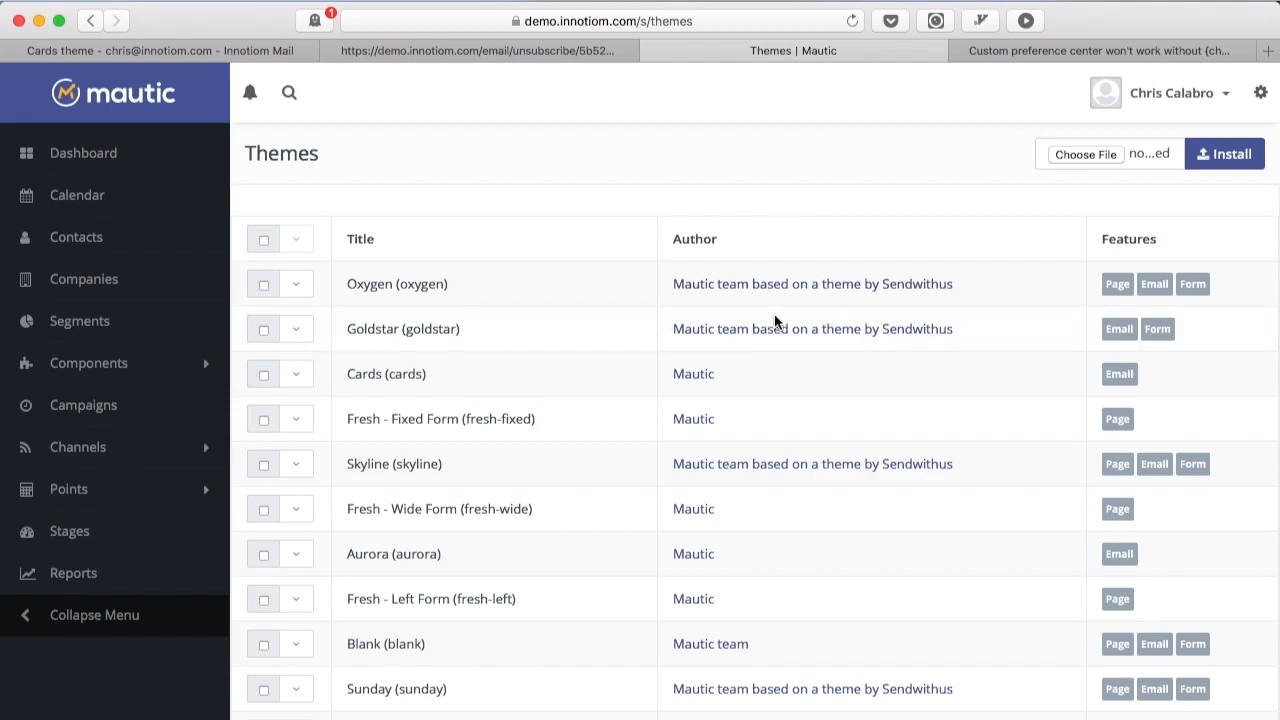 1
demo.innotiom.com/s/themes
Cards theme - chris@innotiom.com - Innotiom Mail
https://demo.innotiom.com/email/unsubscribe/5b52...
Themes | Mautic
Custom preference center won't work without {ch...
mautic
Chris Calabro
Dashboard
Calendar
Contacts
Companies
Segments
Components
Campaigns
Channels
Points
Stages
Reports
Collapse Menu
Themes
Choose File no...ed Install
Title Author Features
Oxygen (oxygen) Mautic team based on a theme by Sendwithus Page Email Form
Goldstar (goldstar) Mautic team based on a theme by Sendwithus Email Form
Cards (cards) Mautic Email
Fresh - Fixed Form (fresh-fixed) Mautic Page
Skyline (skyline) Mautic team based on a theme by Sendwithus Page Email Form
Fresh - Wide Form (fresh-wide) Mautic Page
Aurora (aurora) Mautic Email
Fresh - Left Form (fresh-left) Mautic Page
Blank (blank) Mautic team Page Email Form
Sunday (sunday) Mautic team based on a theme by Sendwithus Page Email Form